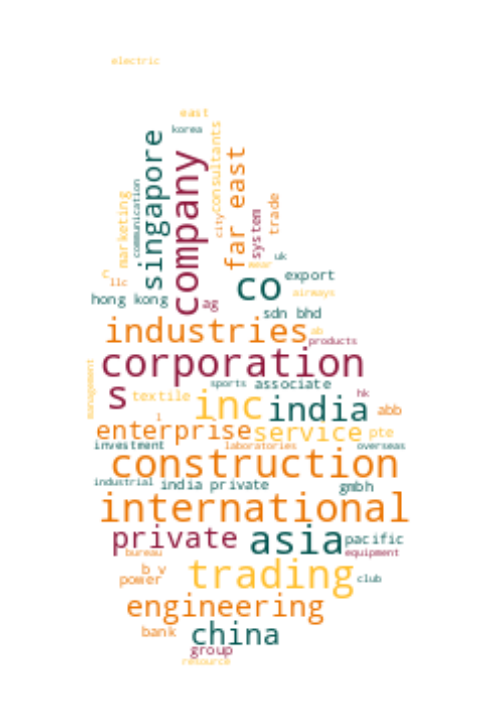 electric
east
korea
singapore
company
consultants
city
communication
marketing
far east
system
trade
wear
uk
c
llc
co
export
airways
hong kong
ag
sdn bhd
industries
ab
products
corporation
management
s
sports
associate
textile
inc
india
hk
abb
l
enterprise
service
pte
investment
laboratories
overseas
construction
industrial
india private
gmbh
international
private
asia
pacific
bureau
equipment
b v
power
trading
club
engineering
bank
china
group
resource